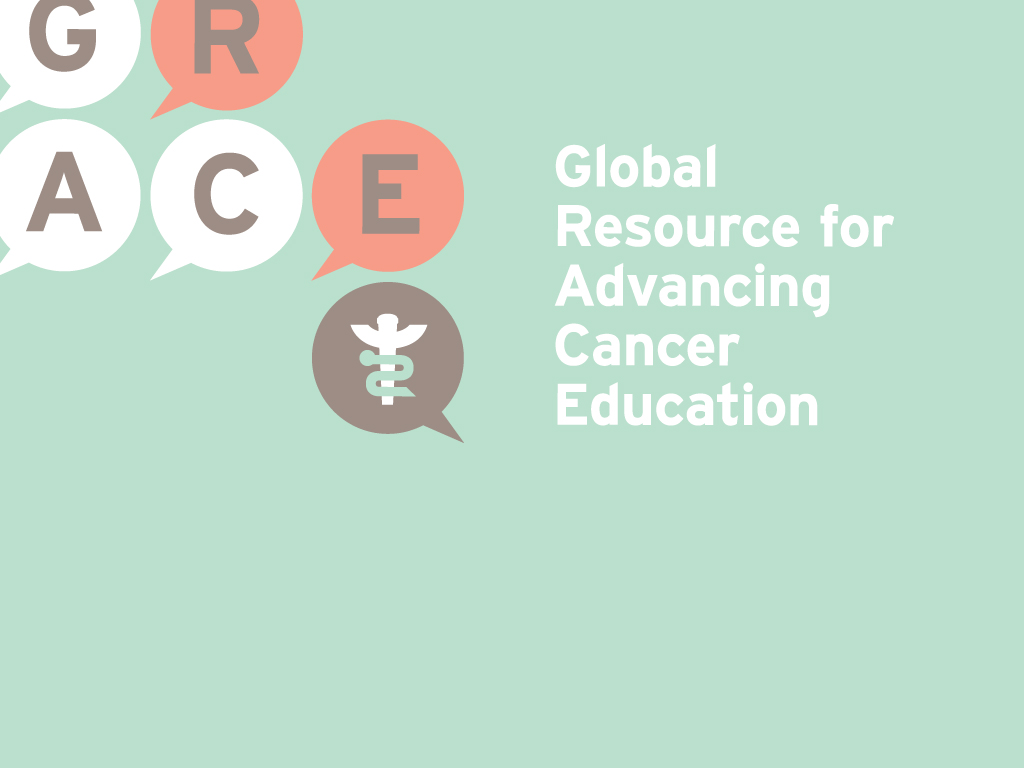 G R
A C E
Global
Resource for
Advancing
Cancer
Education